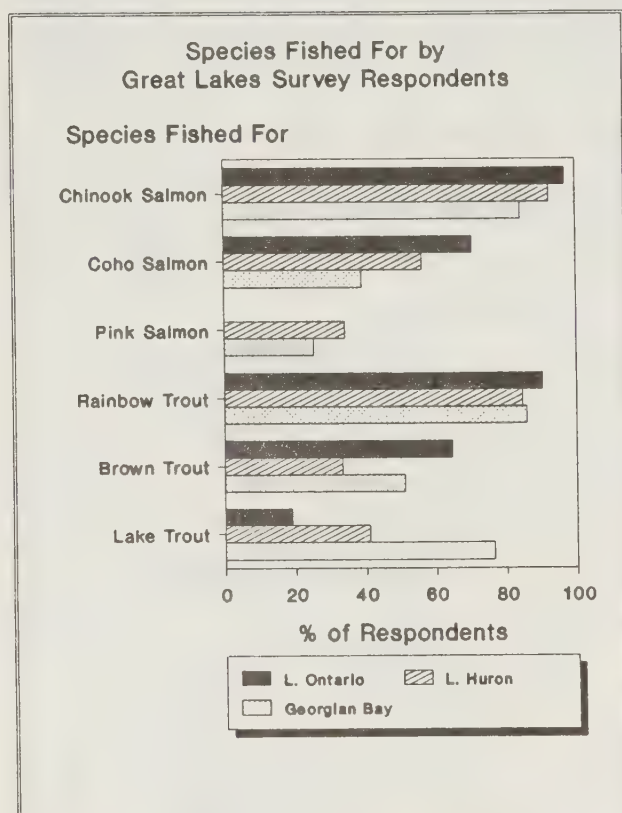 Species Fished For by
Great Lakes Survey Respondents
Species Fished For
Chinook Salmon
Coho Salmon
Pink Salmon
Rainbow Trout
Brown Trout
Lake Trout
0 20 40 60 80 100
% of Respondents
L. Ontario L. Huron
Georgian Bay